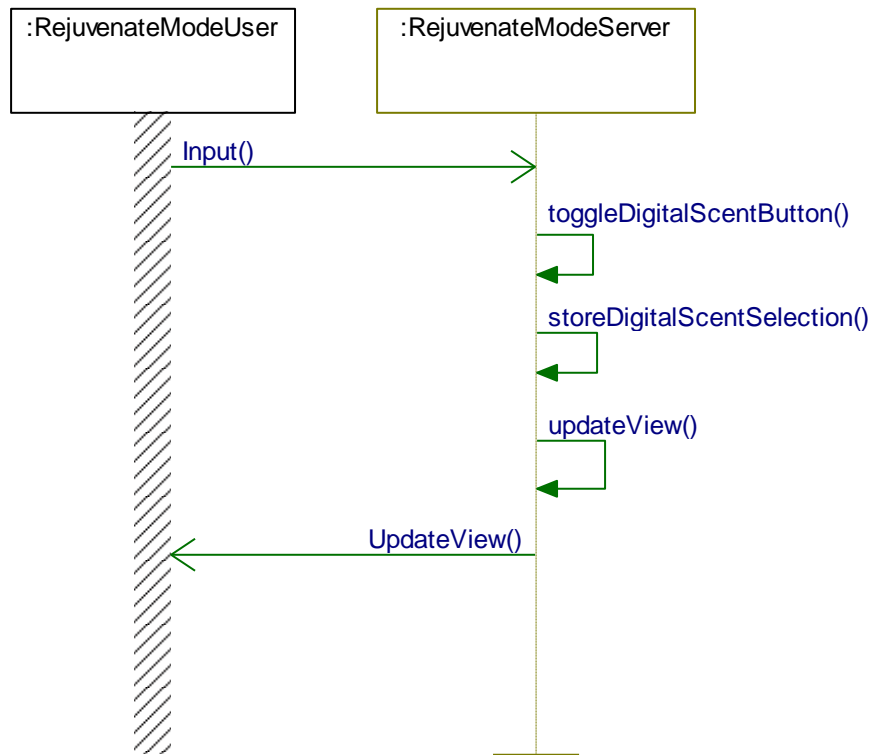 :RejuvenateModeUser
:RejuvenateModeServer
Input()
toggleDigitalScentButton()
storeDigitalScentSelection()
updateView()
UpdateView()